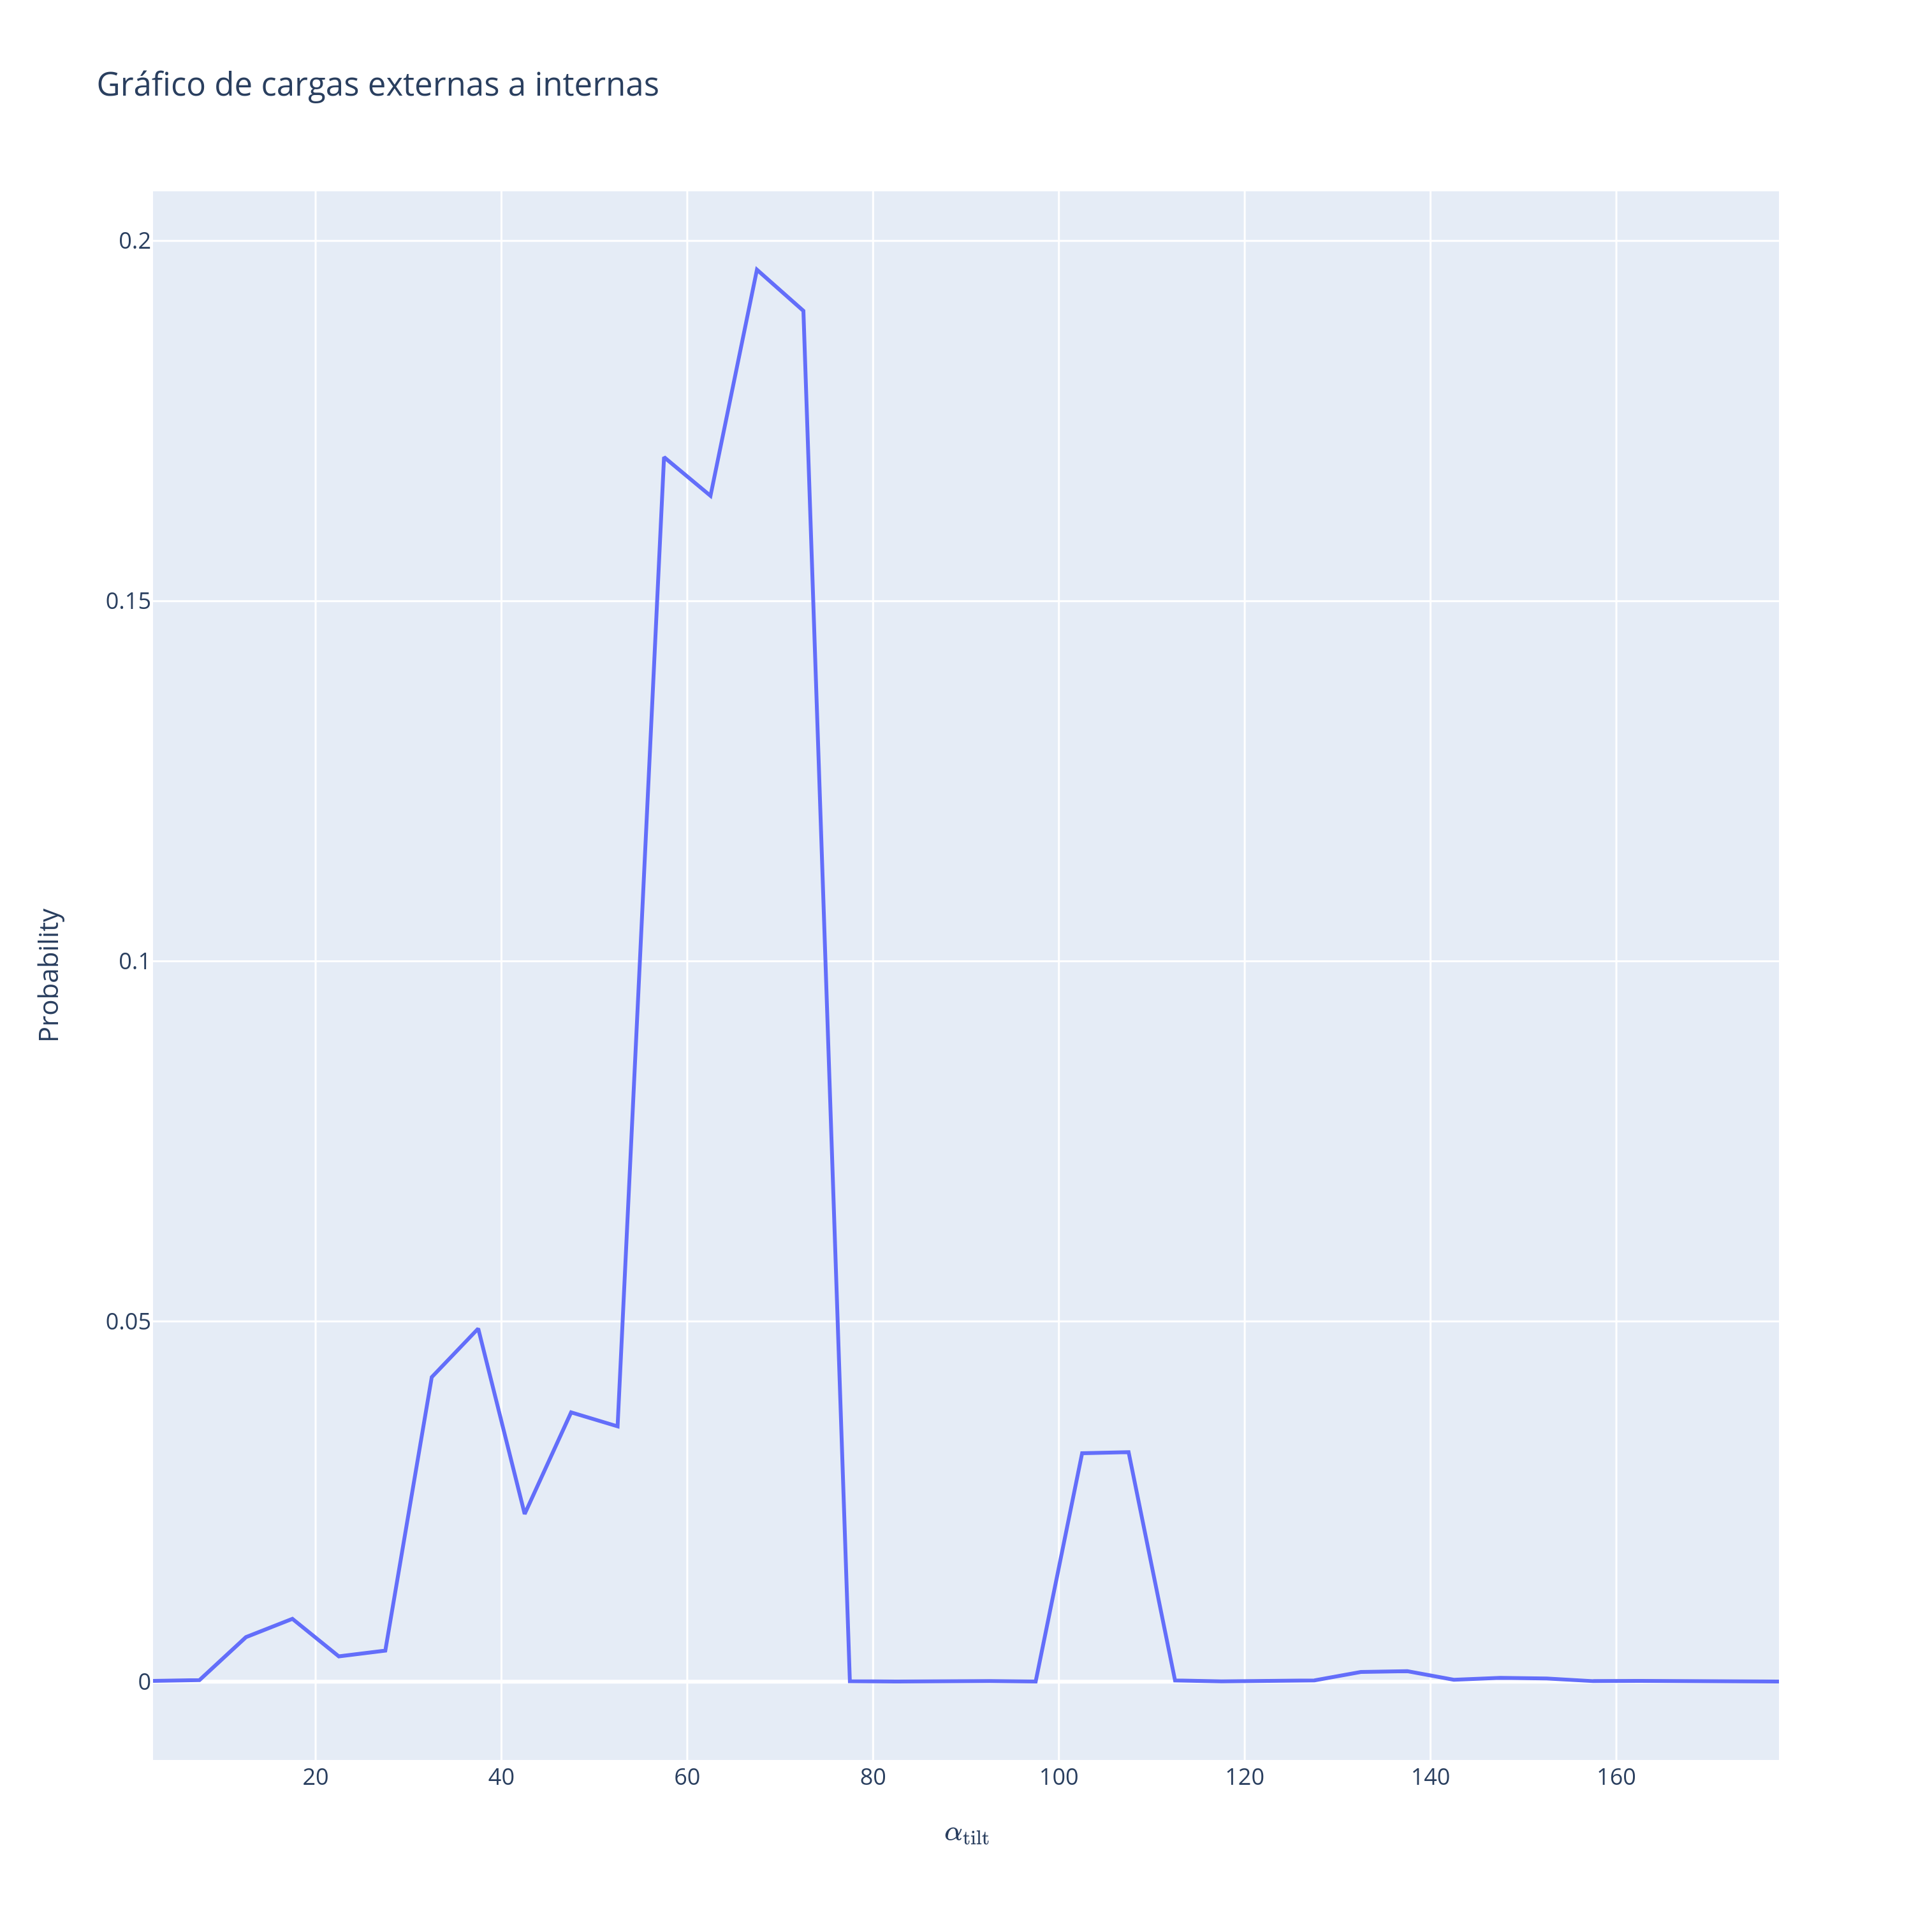 Gráfico de cargas externas a internas
0.2
0.15
0.1
0.05
0
Probability
20 40 60 80 100 120 140 160
α_tilt